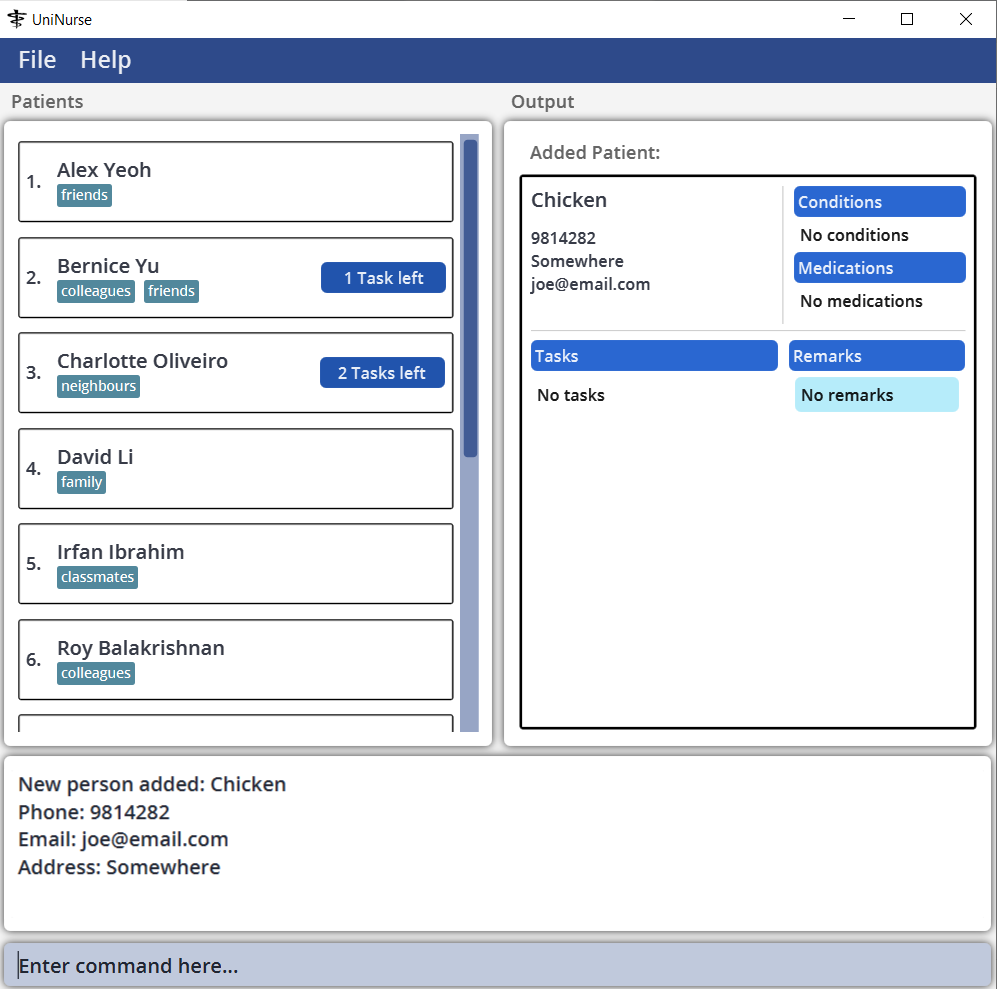 UniNurse
File Help
Patients
1. Alex Yeoh
friends
2. Bernice Yu
colleagues friends
1 Task left
3. Charlotte Oliveiro
neighbours
2 Tasks left
4. David Li
family
5. Irfan Ibrahim
classmates
6. Roy Balakrishnan
colleagues
Output
Added Patient:
Chicken
9814282
Somewhere
joe@email.com
Conditions
No conditions
Medications
No medications
Tasks
No tasks
Remarks
No remarks
New person added: Chicken
Phone: 9814282
Email: joe@email.com
Address: Somewhere
Enter command here...